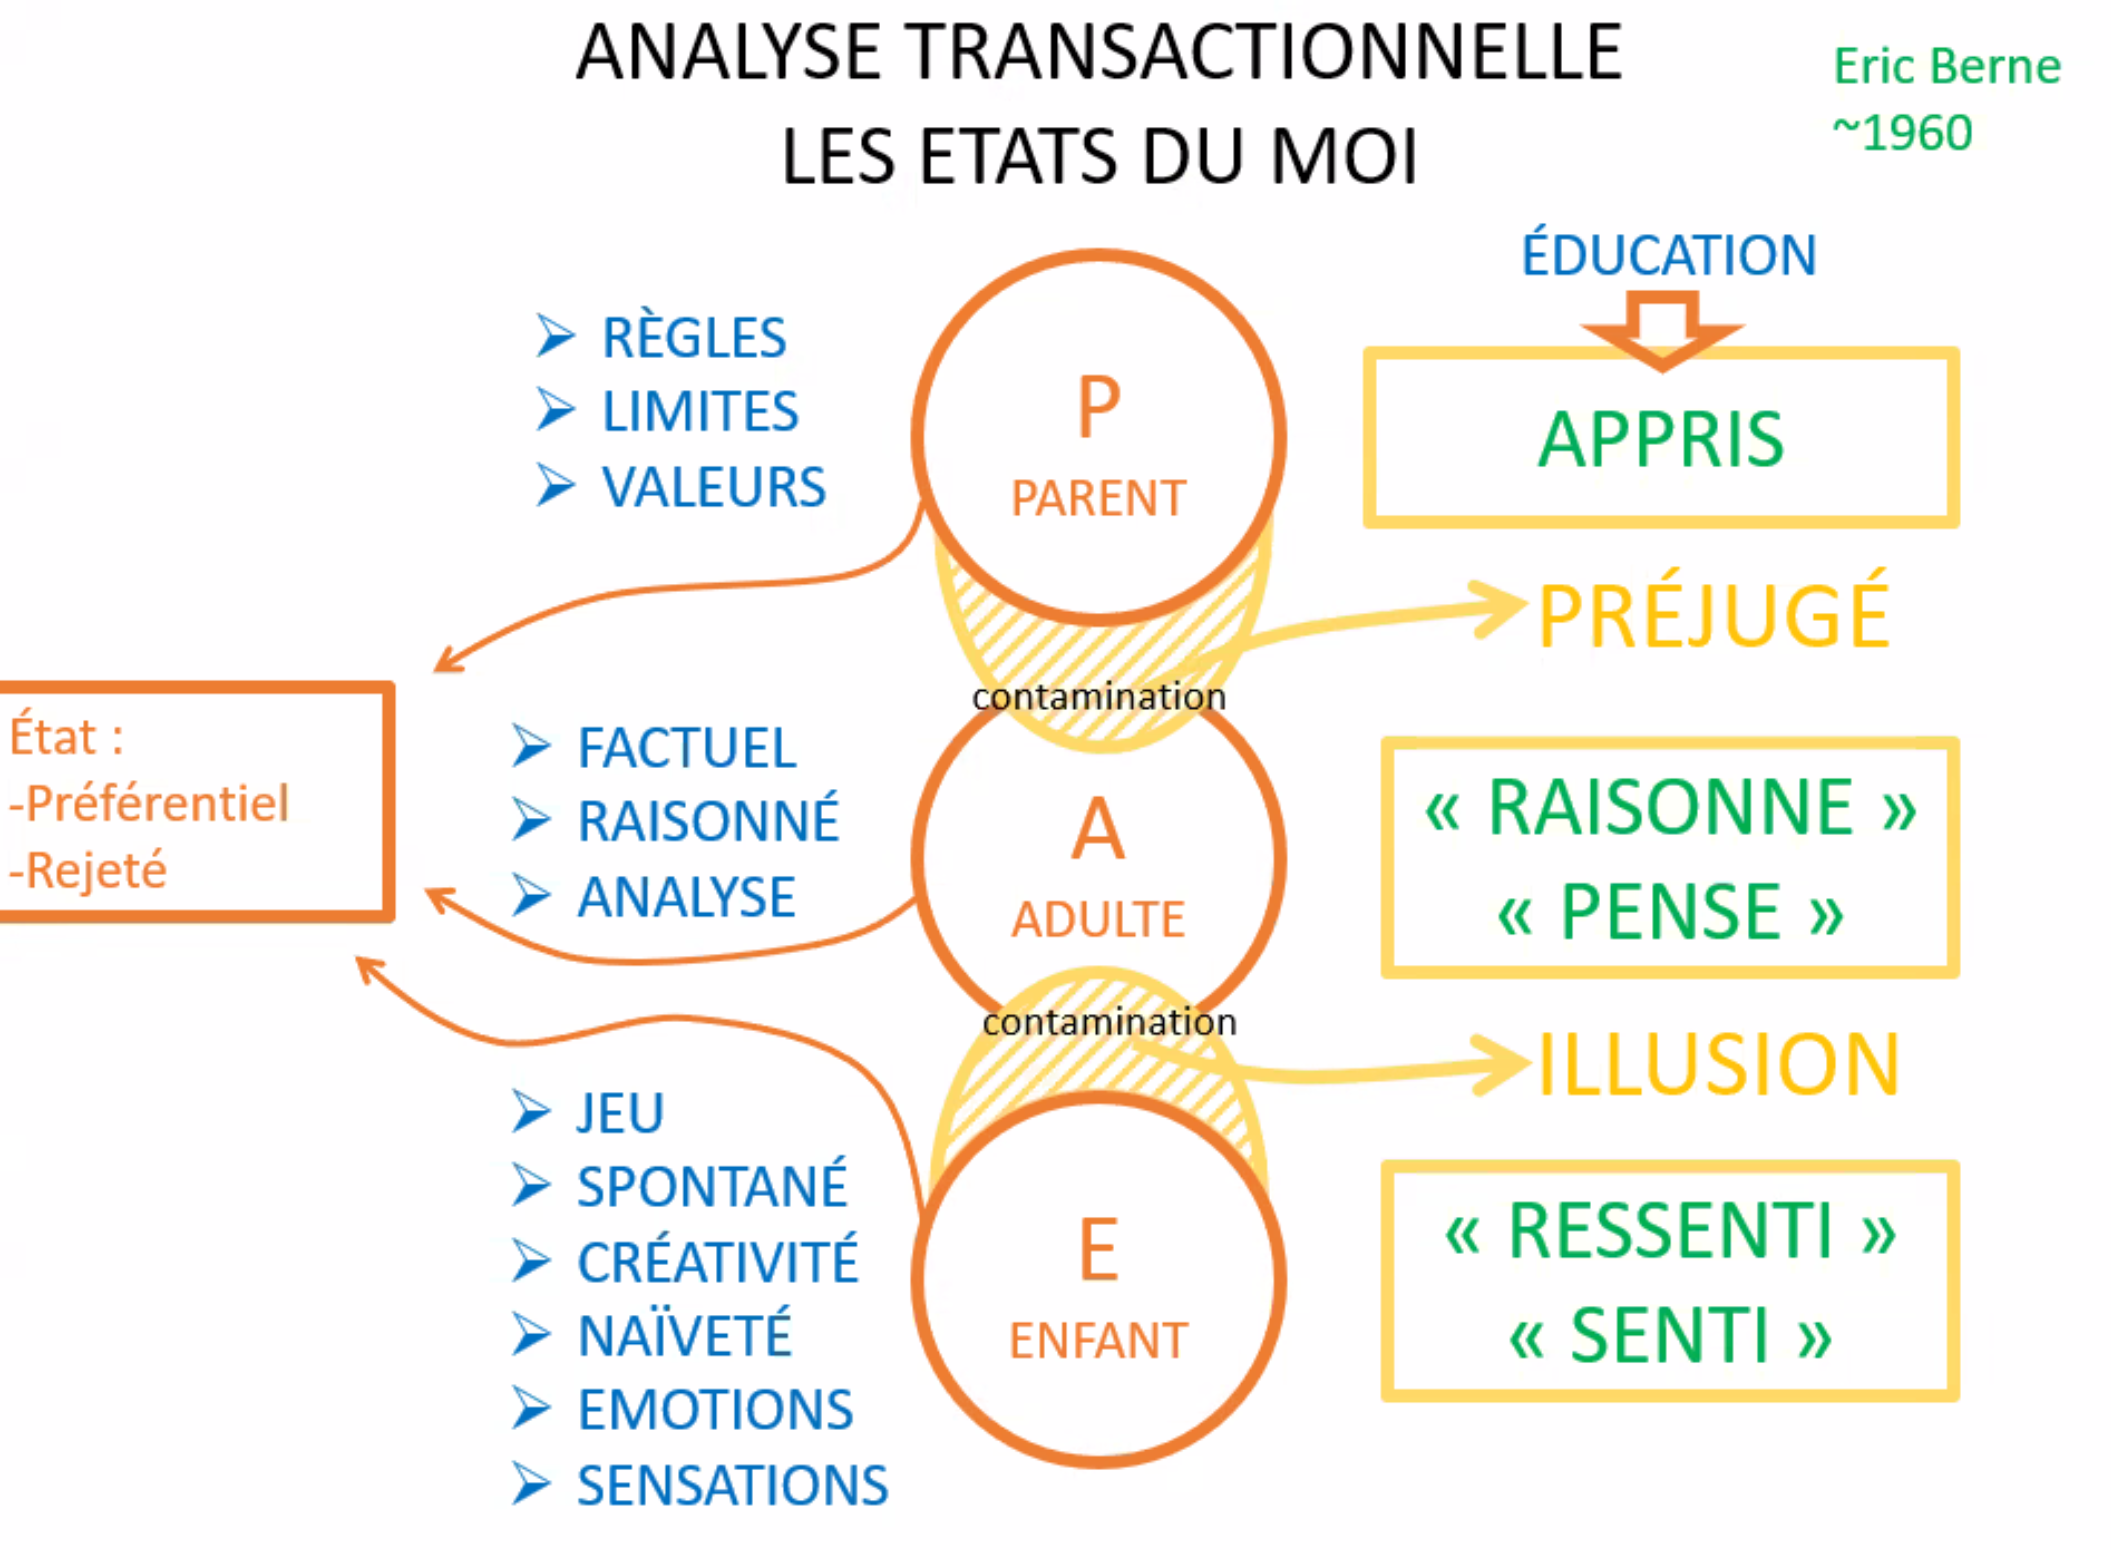 ANALYSE TRANSACTIONNELLE
LES ETATS DU MOI
Eric Berne
~1960
ÉDUCATION
RÈGLES
LIMITES
VALEURS
P
PARENT
APPRIS
PRÉJUGÉ
contamination
État :
-Préférentiel
-Rejeté
FACTUEL
RAISONNÉ
ANALYSE
A
ADULTE
« RAISONNE »
« PENSE »
contamination
ILLUSION
JEU
SPONTANÉ
CRÉATIVITÉ
NAÏVETÉ
EMOTIONS
SENSATIONS
E
ENFANT
« RESSENTI »
« SENTI »